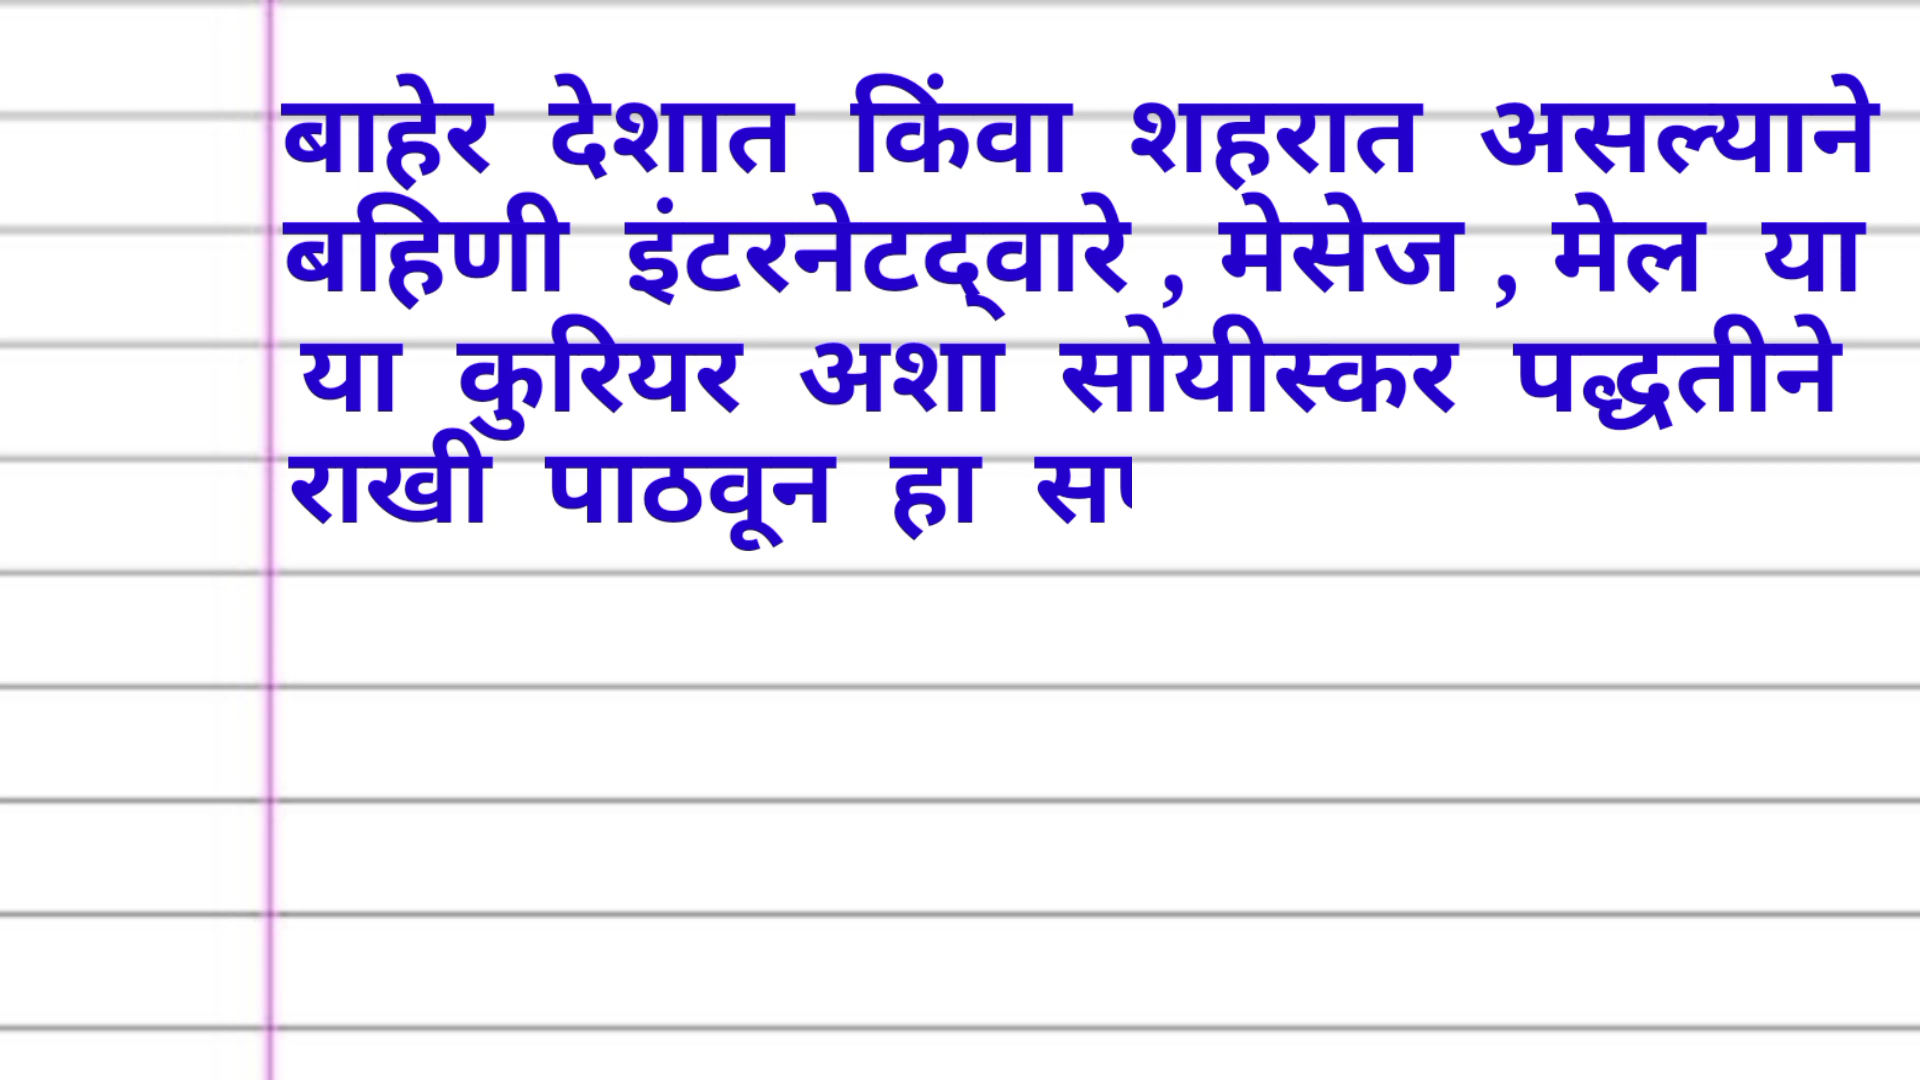 बाहेर देशात किंवा शहरात असल्याने
बहिणी इंटरनेटद्‌वारे , मेसेज , मेल या
या कुरियर अशा सोयीस्कर पद्धतीने
राखी पाठवून हा